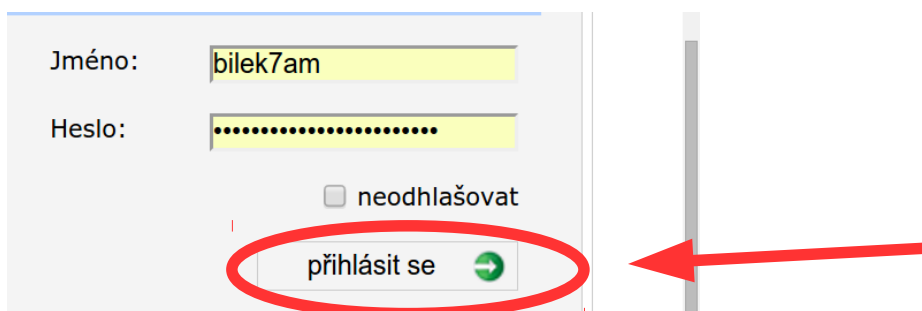 Jméno: bilek7am
Heslo: ••••••••••••••••••••••••
neodhlašovat
přihlásit se